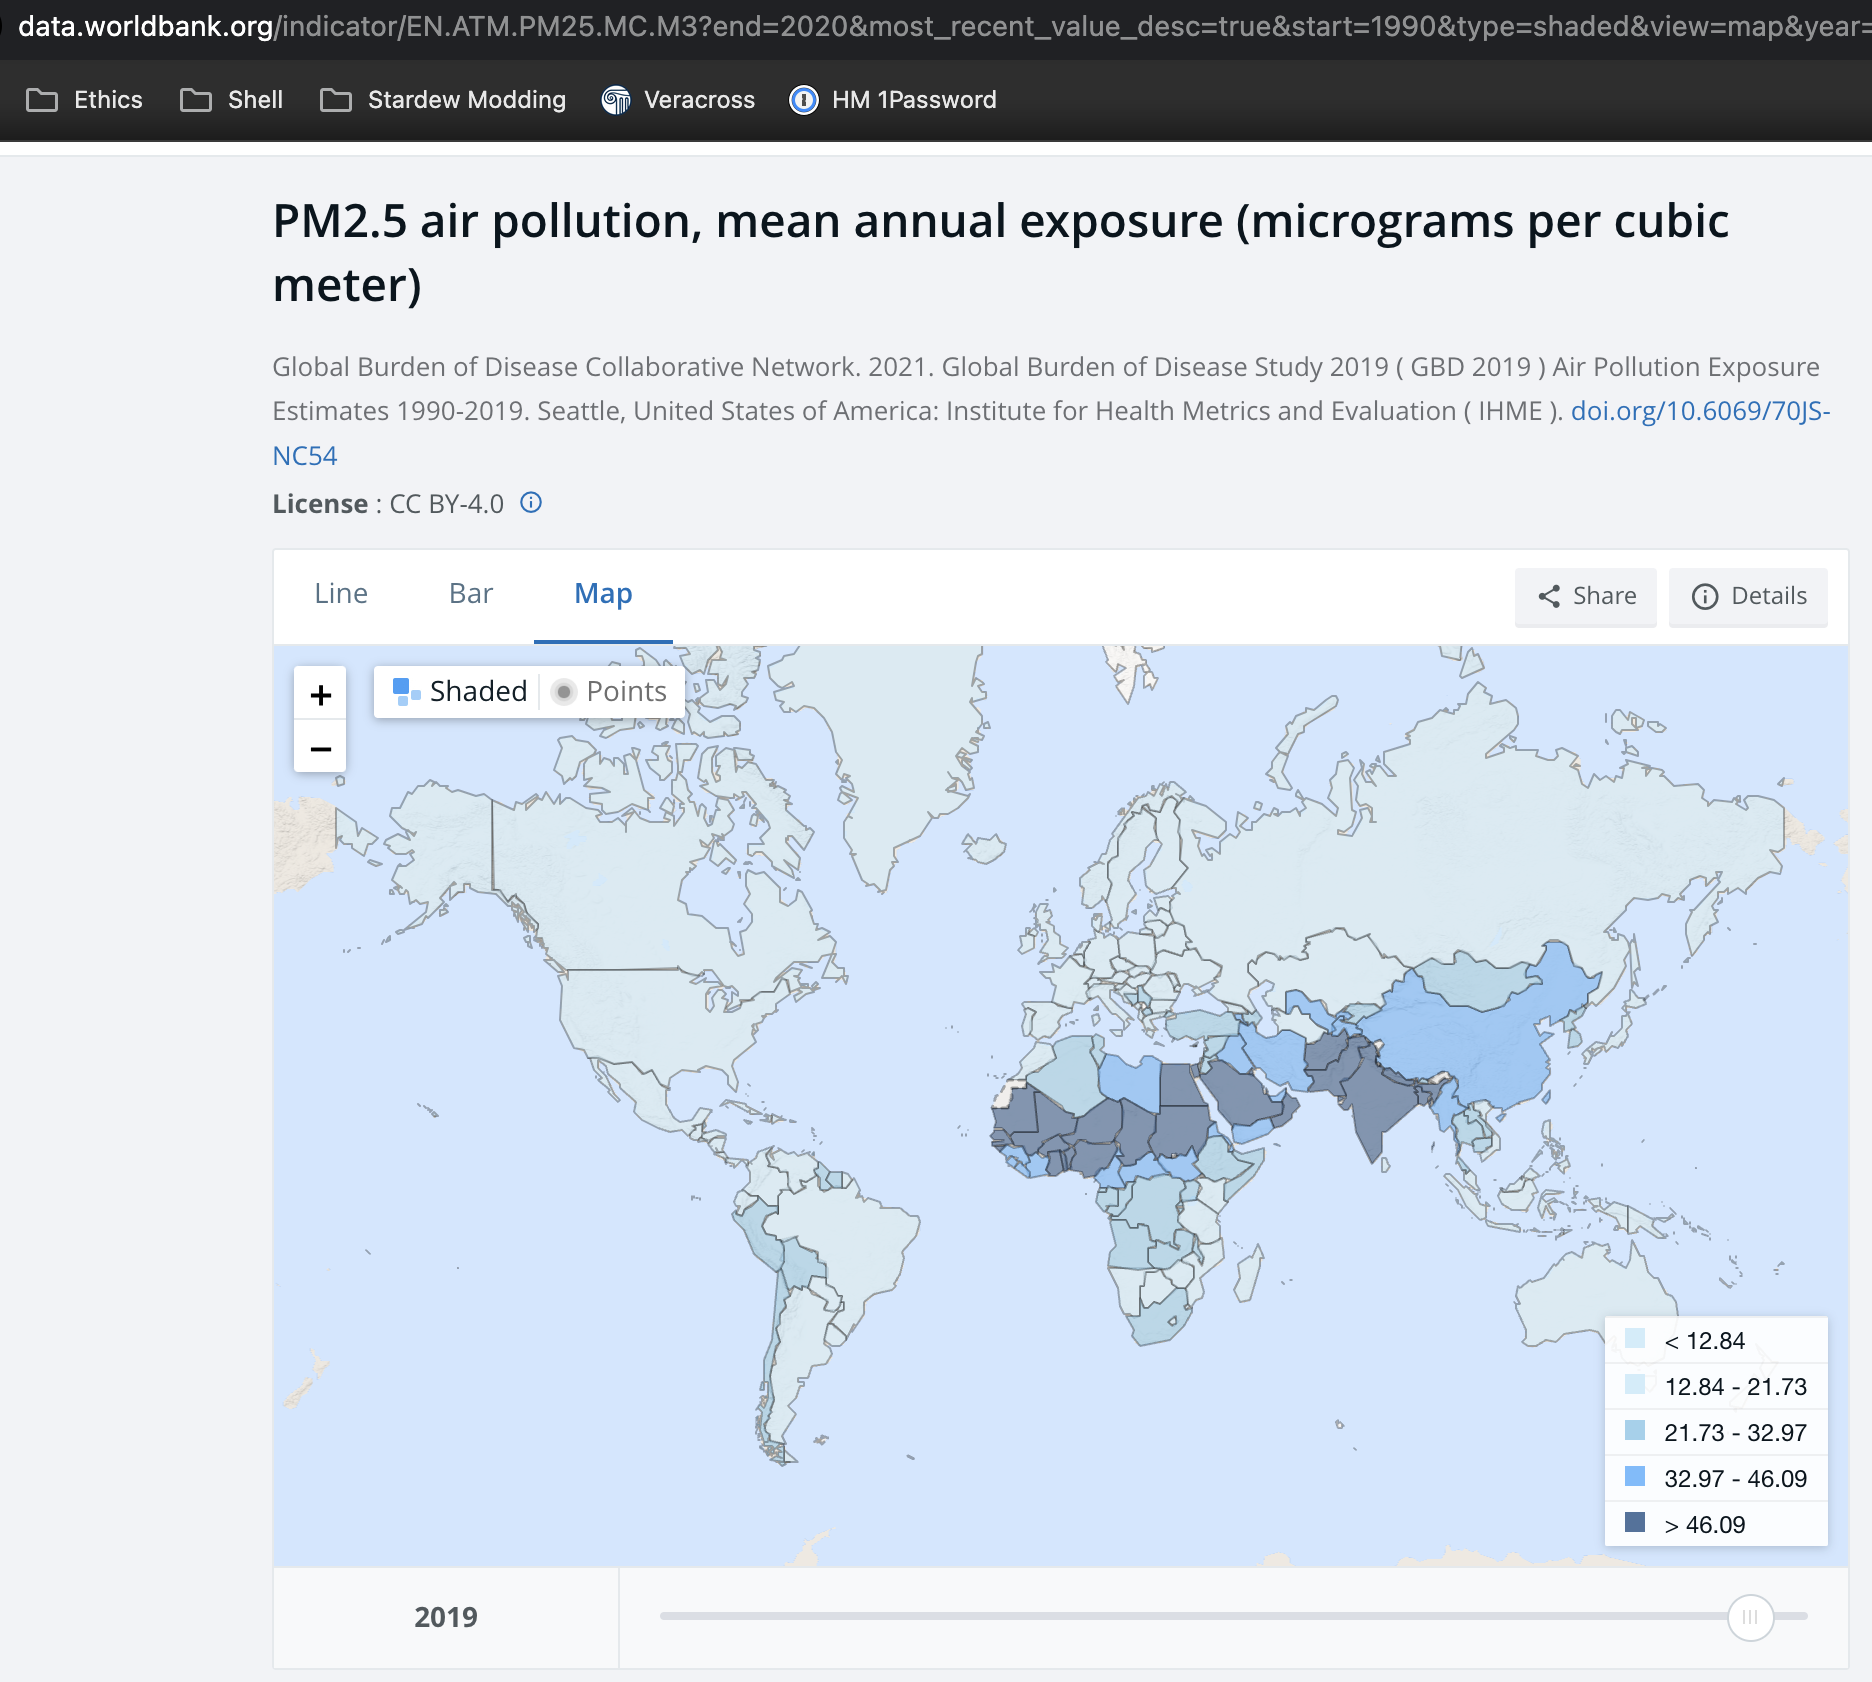 data.worldbank.org/indicator/EN.ATM.PM25.MC.M3?end=2020&most_recent_value_desc=true&start=1990&type=shaded&view=map&year=
Ethics
Shell
Stardew Modding
Veracross
HM 1Password
PM2.5 air pollution, mean annual exposure (micrograms per cubic
meter)
Global Burden of Disease Collaborative Network. 2021. Global Burden of Disease Study 2019 ( GBD 2019 ) Air Pollution Exposure
Estimates 1990-2019. Seattle, United States of America: Institute for Health Metrics and Evaluation ( IHME ). doi.org/10.6069/70JS-
NC54
License : CC BY-4.0
Line
Bar
Map
Share
Details
+
−
Shaded
Points
< 12.84
12.84 - 21.73
21.73 - 32.97
32.97 - 46.09
> 46.09
2019